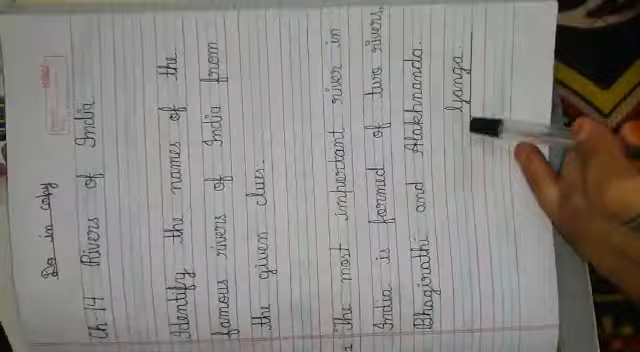 Do in copy
Ch:-14 Rivers of India
Identify the names of the
famous rivers of India from
the given clues.
The most important river in
India is formed of two rivers,
Bhagirathi and Alakhnanda.
Ganga